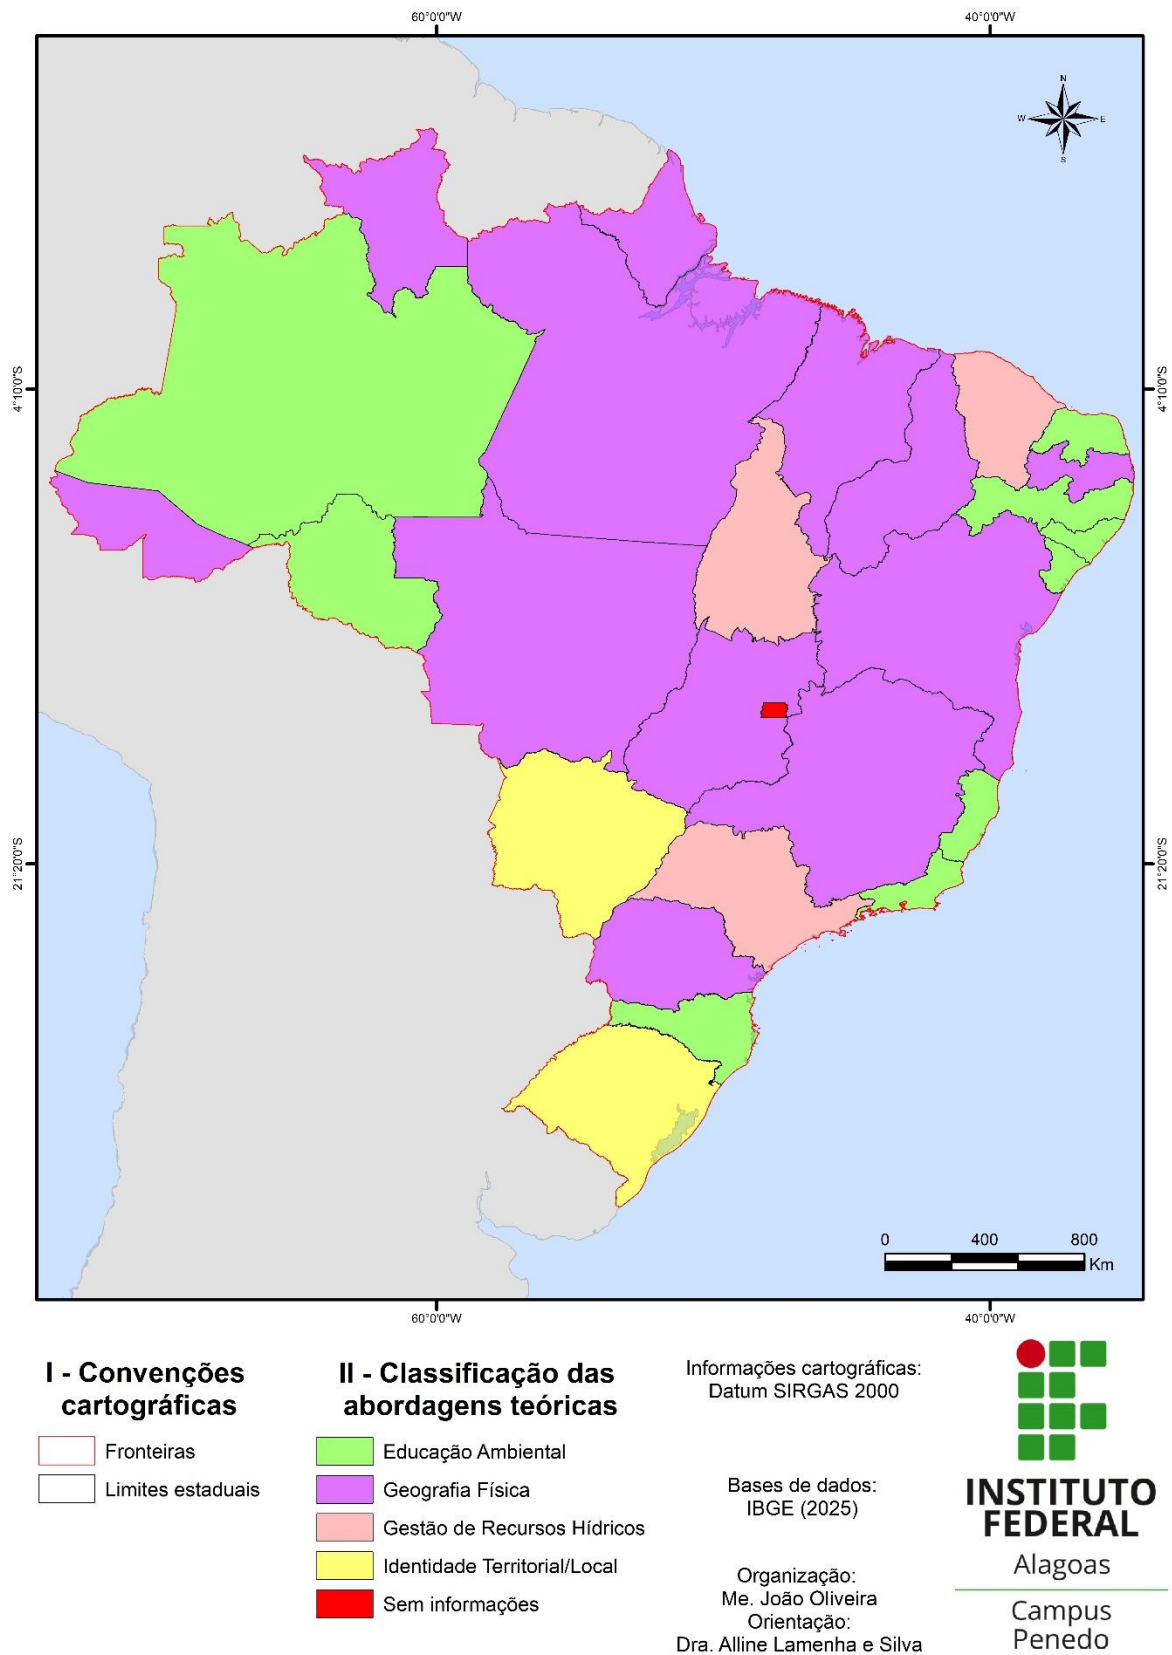 60°0'0"W
40°0'0"W
N
W
E
S
4°10'0"S
4°10'0"S
21°20'0"S
21°20'0"S
0
400
800
Km
60°0'0"W
40°0'0"W
I - Convenções
cartográficas
Fronteiras
Limites estaduais
II - Classificação das
abordagens teóricas
Educação Ambiental
Geografia Física
Gestão de Recursos Hídricos
Identidade Territorial/Local
Sem informações
Informações cartográficas:
Datum SIRGAS 2000
Bases de dados:
IBGE (2025)
Organização:
Me. João Oliveira
Orientação:
Dra. Alline Lamenha e Silva
INSTITUTO
FEDERAL
Alagoas
Campus
Penedo